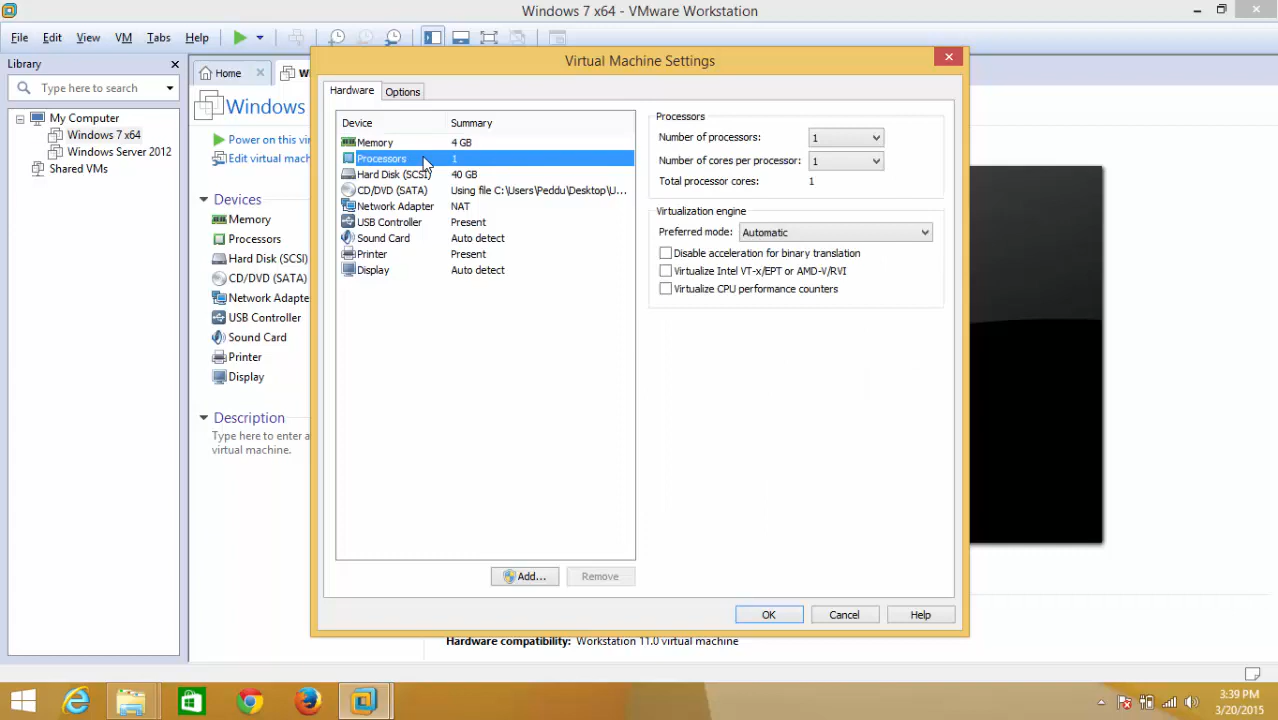 Windows 7 x64 - VMware Workstation
File Edit View VM Tabs Help
Library
Type here to search
My Computer
Windows 7 x64
Windows Server 2012
Shared VMs
Home
Windows
Power on this vi
Edit virtual mach
Devices
Memory
Processors
Hard Disk (SCSI)
CD/DVD (SATA)
Network Adapte
USB Controller
Sound Card
Printer
Display
Description
Type here to enter a
virtual machine.
Virtual Machine Settings
Hardware Options
Device Summary
Memory 4 GB
Processors 1
Hard Disk (SCSI) 40 GB
CD/DVD (SATA) Using file C:\Users\Peddu\Desktop\U...
Network Adapter NAT
USB Controller Present
Sound Card Auto detect
Printer Present
Display Auto detect
Add... Remove
Processors
Number of processors: 1
Number of cores per processor: 1
Total processor cores: 1
Virtualization engine
Preferred mode: Automatic
Disable acceleration for binary translation
Virtualize Intel VT-x/EPT or AMD-V/RVI
Virtualize CPU performance counters
OK Cancel Help
Hardware compatibility: Workstation 11.0 virtual machine
3:39 PM
3/20/2015